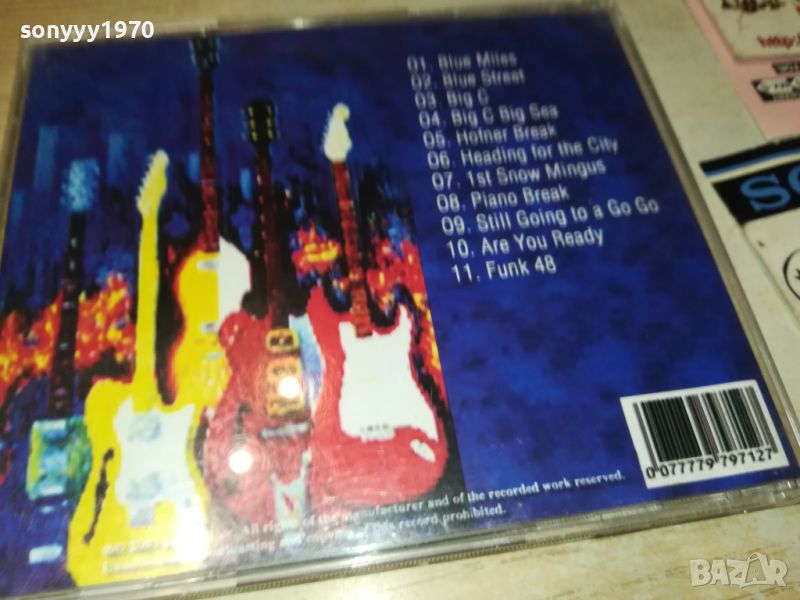 sonyyy1970
01. Blue Miles
02. Blue Street
03. Big C
04. Big C Big Sea
05. Hofner Break
06. Heading for the City
07. 1st Snow Mingus
08. Piano Break
09. Still Going to a Go Go
10. Are You Ready
11. Funk 48
0 077779 797127
All rights of the manufacturer and of the recorded work reserved.
record prohibited.
BAZAR